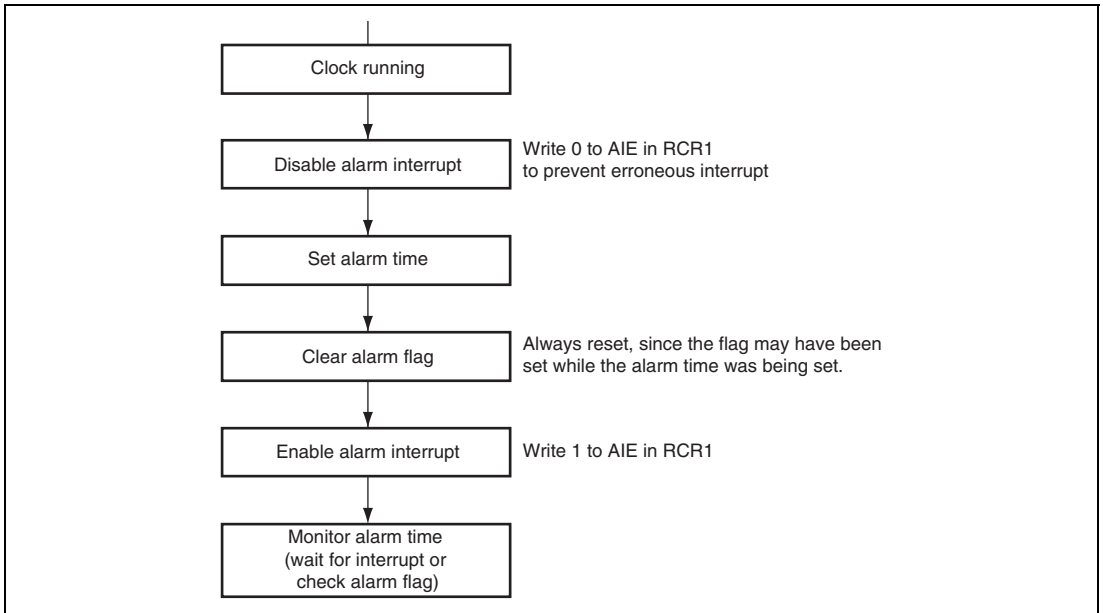 Clock running
Disable alarm interrupt
Write 0 to AIE in RCR1
to prevent erroneous interrupt
Set alarm time
Clear alarm flag
Always reset, since the flag may have been
set while the alarm time was being set.
Enable alarm interrupt
Write 1 to AIE in RCR1
Monitor alarm time
(wait for interrupt or
check alarm flag)